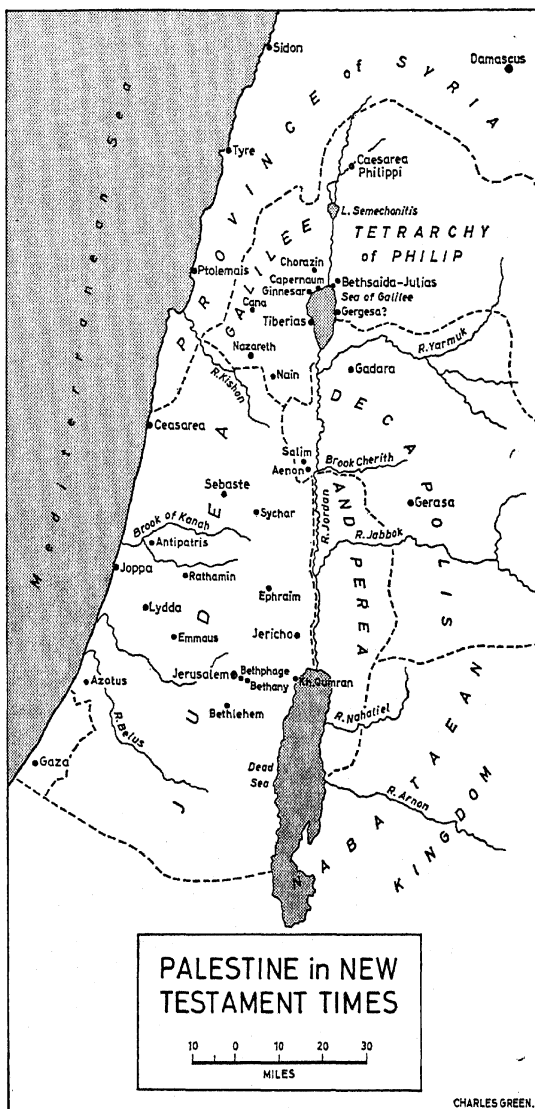 Sidon
Damascus
PROVINCE of SYRIA
Mediterranean Sea
Tyre
Caesarea
Philippi
L. Semechonitis
TETRARCHY
of PHILIP
GALILEE
Chorazin
Ptolemais
Capernaum
Bethsaida-Julias
Ginnesar
Sea of Galilee
Cana
Gergesa?
Tiberias
R.Yarmuk
Nazareth
R.Kishon
Nain
Gadara
DECAPOLIS
Ceasarea
Salim
Aenon
Brook Cherith
JUDEA
Sebaste
AND PEREA
R.Jordan
Gerasa
Sychar
Brook of Kanah
Antipatris
R.Jabbok
Joppa
Rathamin
Ephraim
Lydda
Emmaus
Jericho
Jerusalem
Bethphage
Bethany
Kh.Qumran
Azotus
R.Belus
Bethlehem
R.Nahaliel
Gaza
Dead
Sea
R.Arnon
NABATAEAN
KINGDOM
PALESTINE in NEW
TESTAMENT TIMES
10 0 10 20 30
MILES
CHARLES GREEN.